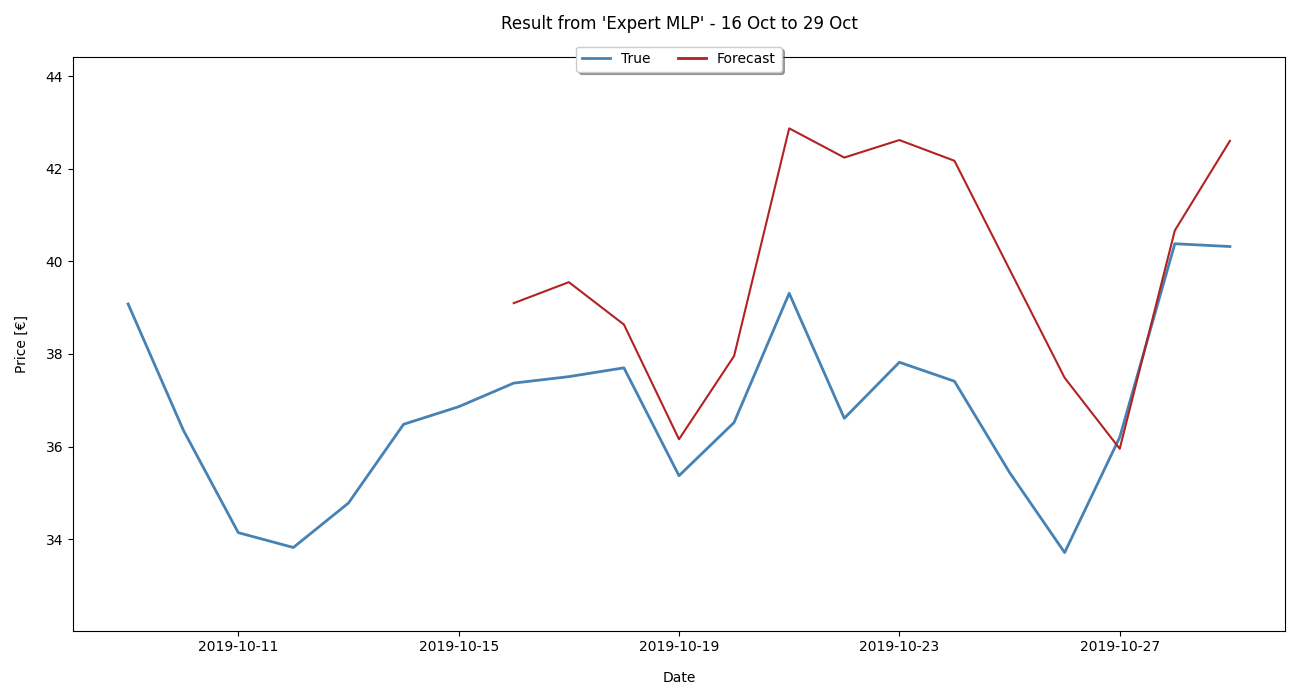 Result from 'Expert MLP' - 16 Oct to 29 Oct
True Forecast
44
42
40
38
36
34
Price [€]
2019-10-11 2019-10-15 2019-10-19 2019-10-23 2019-10-27
Date